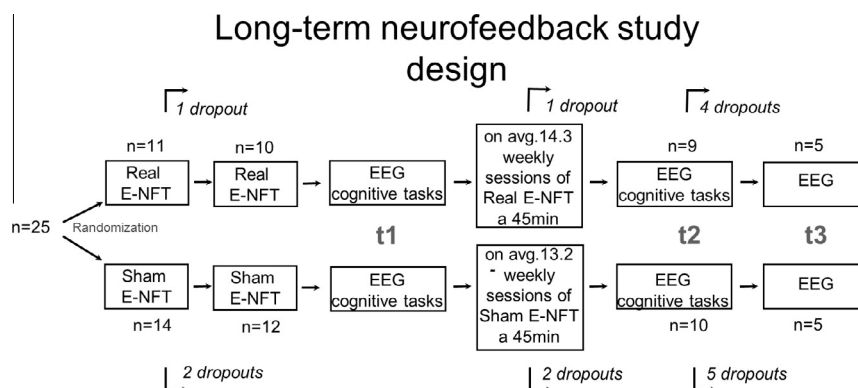 Long-term neurofeedback study
design
1 dropout
1 dropout
4 dropouts
n=11
n=10
n=9
n=5
Real
E-NFT
Real
E-NFT
EEG
cognitive tasks
on avg.14.3
weekly
sessions of
Real E-NFT
a 45min
EEG
cognitive tasks
EEG
n=25
Randomization
t1
t2
t3
Sham
E-NFT
Sham
E-NFT
EEG
cognitive tasks
on avg.13.2
- weekly
sessions of
Sham E-NFT
a 45min
EEG
cognitive tasks
EEG
n=14
n=12
n=10
n=5
2 dropouts
2 dropouts
5 dropouts